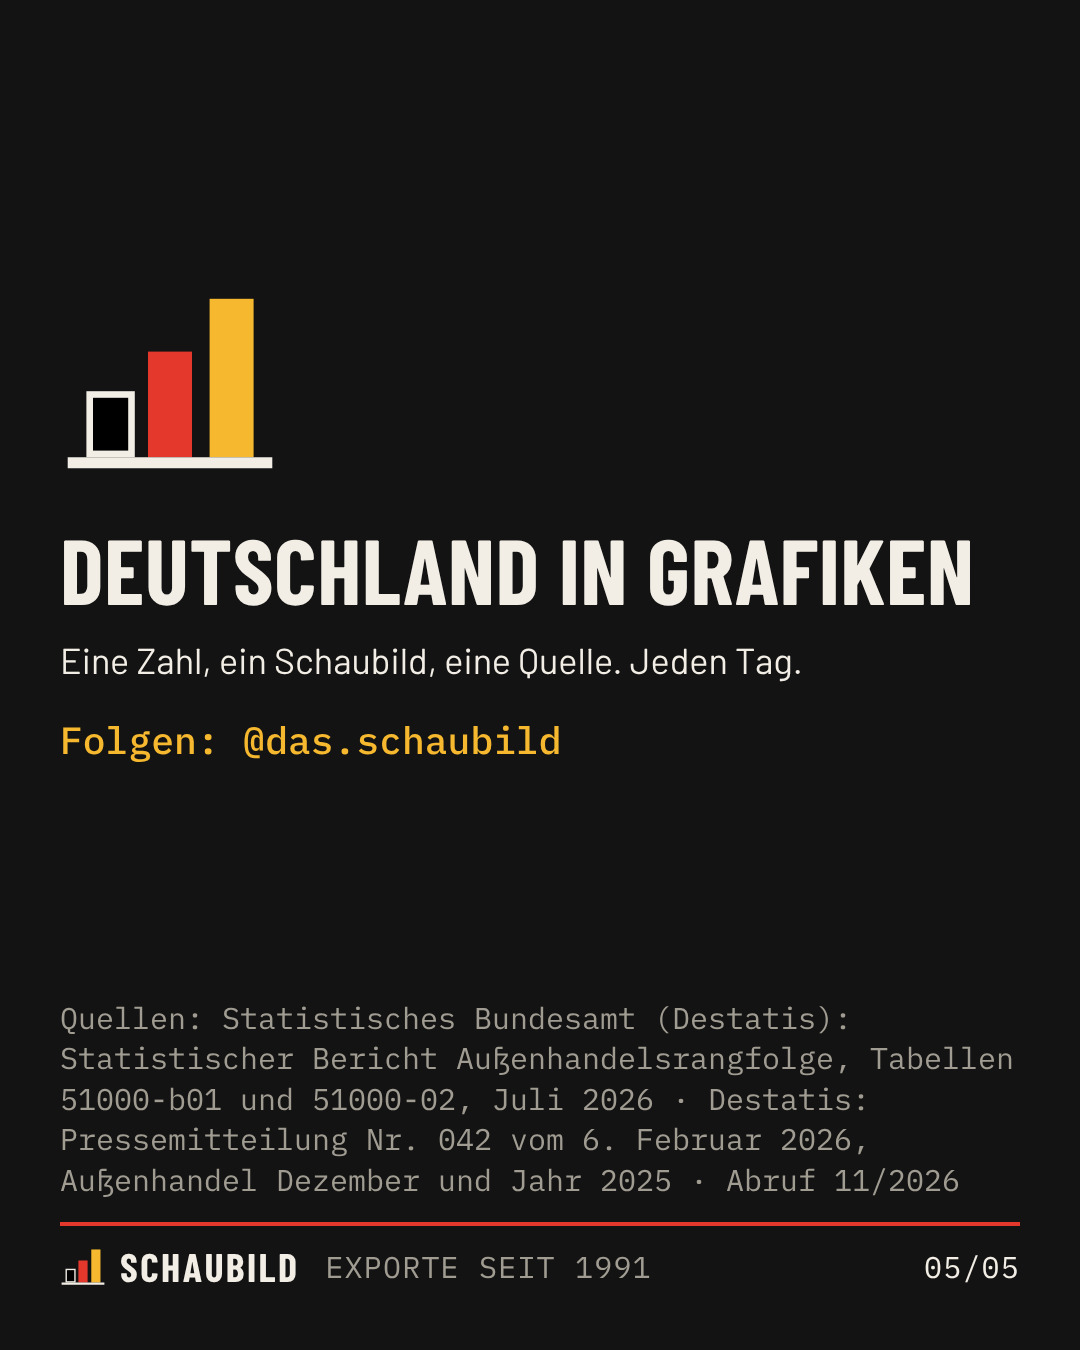 DEUTSCHLAND IN GRAFIKEN
Eine Zahl, ein Schaubild, eine Quelle. Jeden Tag.
Folgen: @das.schaubild
Quellen: Statistisches Bundesamt (Destatis):
Statistischer Bericht Außenhandelsrangfolge, Tabellen
51000-b01 und 51000-02, Juli 2026 · Destatis:
Pressemitteilung Nr. 042 vom 6. Februar 2026,
Außenhandel Dezember und Jahr 2025 · Abruf 11/2026
SCHAUBILD EXPORTE SEIT 1991 05/05